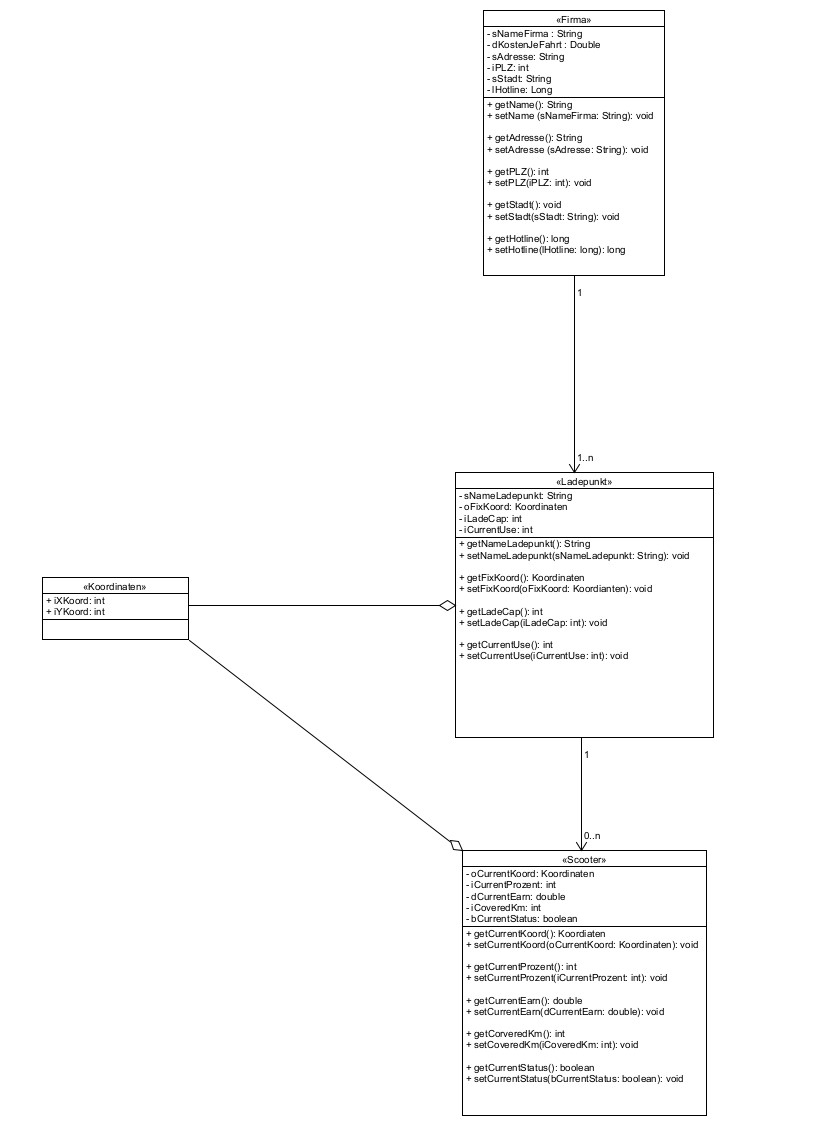 «Firma»
- sNameFirma : String
- dKostenJeFahrt : Double
- sAdresse: String
- iPLZ: int
- sStadt: String
- lHotline: Long
+ getName(): String
+ setName (sNameFirma: String): void
+ getAdresse(): String
+ setAdresse (sAdresse: String): void
+ getPLZ(): int
+ setPLZ(iPLZ: int): void
+ getStadt(): void
+ setStadt(sStadt: String): void
+ getHotline(): long
+ setHotline(lHotline: long): long
1
1..n
«Ladepunkt»
- sNameLadepunkt: String
- oFixKoord: Koordinaten
- iLadeCap: int
- iCurrentUse: int
+ getNameLadepunkt(): String
+ setNameLadepunkt(sNameLadepunkt: String): void
+ getFixKoord(): Koordinaten
+ setFixKoord(oFixKoord: Koordianten): void
+ getLadeCap(): int
+ setLadeCap(iLadeCap: int): void
+ getCurrentUse(): int
+ setCurrentUse(iCurrentUse: int): void
«Koordinaten»
+ iXKoord: int
+ iYKoord: int
1
0..n
«Scooter»
- oCurrentKoord: Koordinaten
- iCurrentProzent: int
- dCurrentEarn: double
- iCoveredKm: int
- bCurrentStatus: boolean
+ getCurrentKoord(): Koordiaten
+ setCurrentKoord(oCurrentKoord: Koordinaten): void
+ getCurrentProzent(): int
+ setCurrentProzent(iCurrentProzent: int): void
+ getCurrentEarn(): double
+ setCurrentEarn(dCurrentEarn: double): void
+ getCorveredKm(): int
+ setCoveredKm(iCoveredKm: int): void
+ getCurrentStatus(): boolean
+ setCurrentStatus(bCurrentStatus: boolean): void